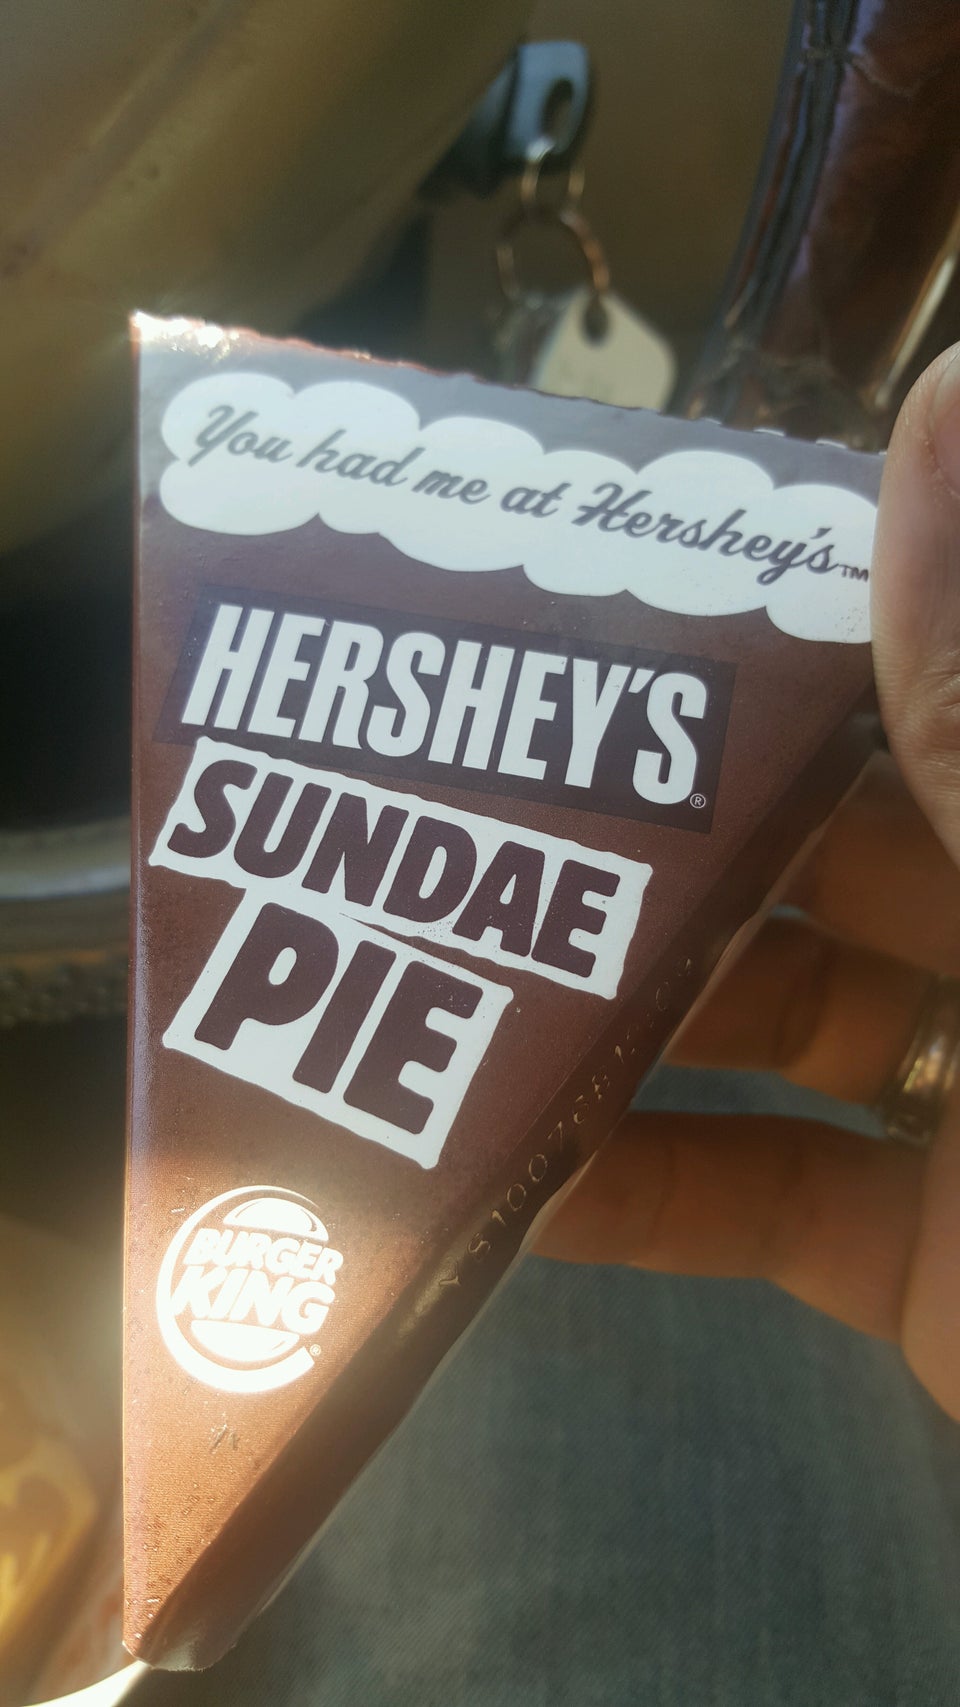 You had me at Hershey's™
HERSHEY'S®
SUNDAE
PIE
BURGER
KING®